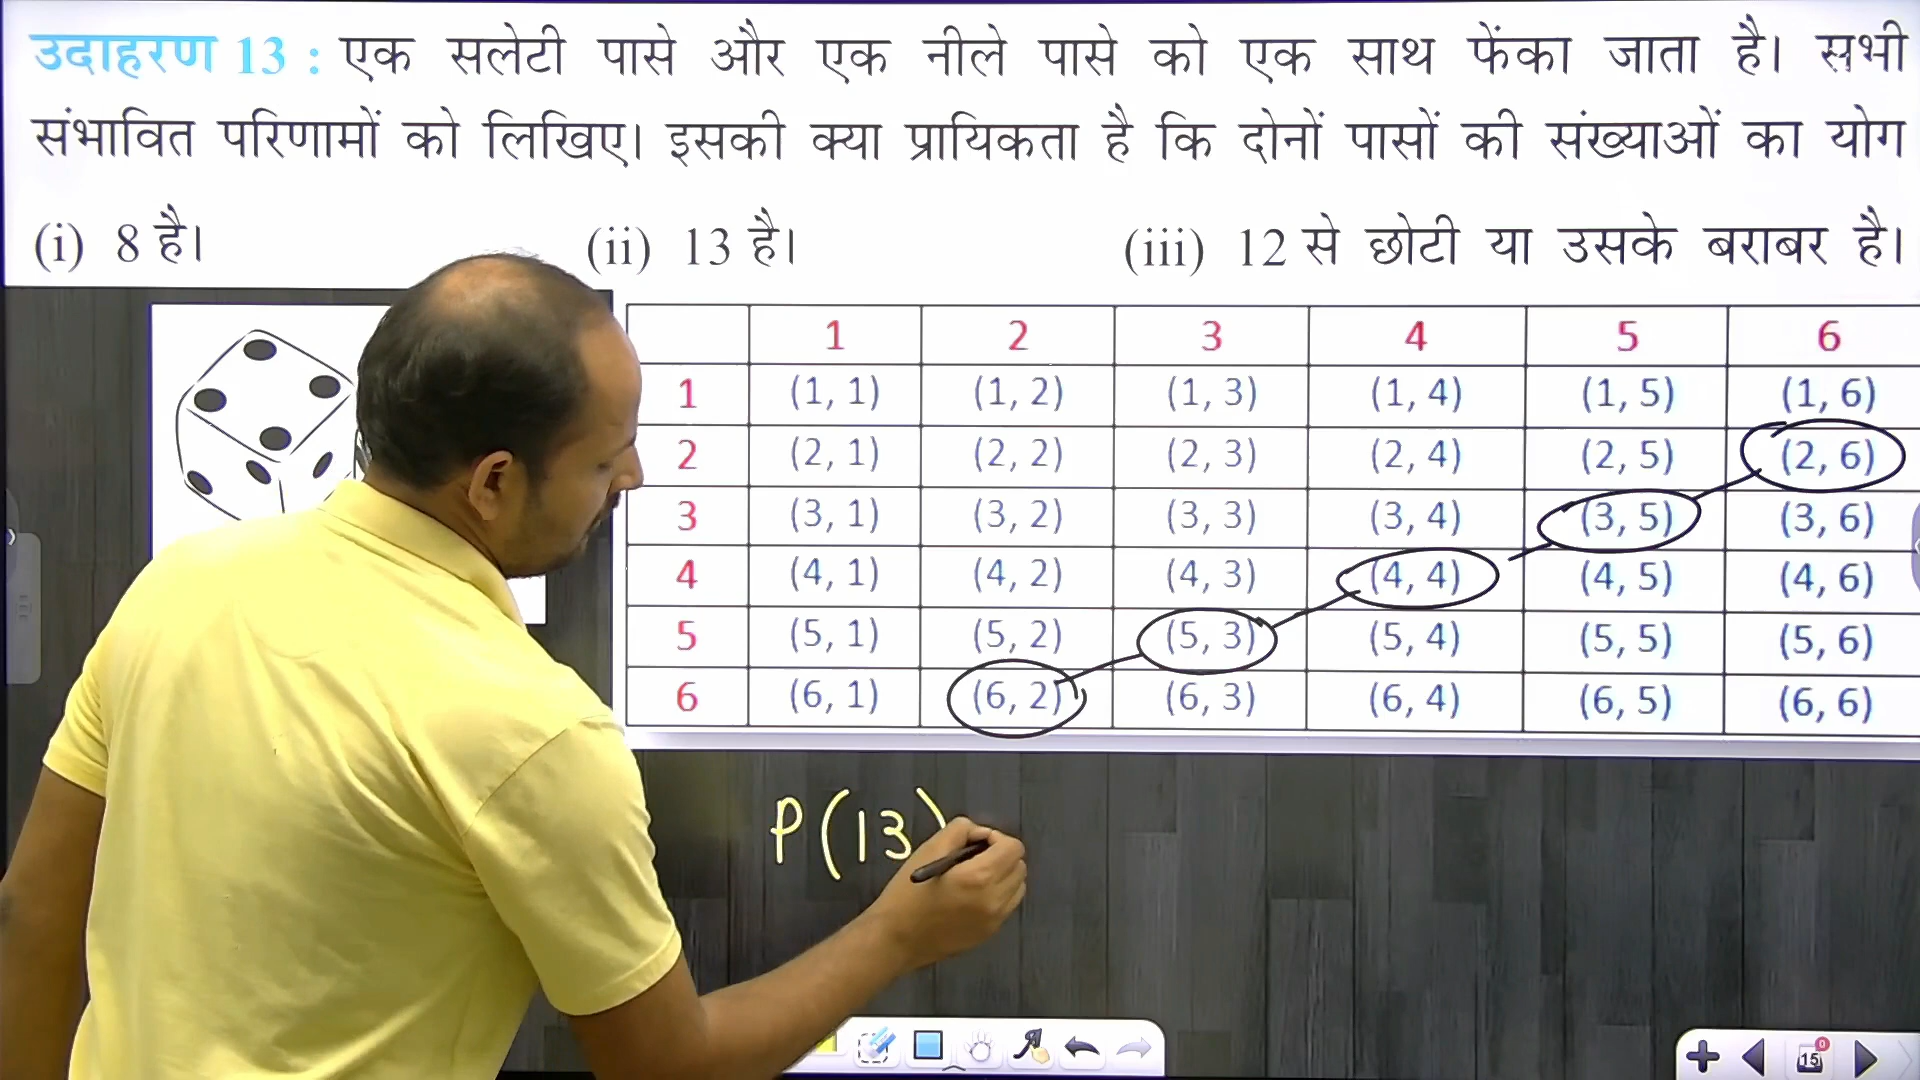 उदाहरण 13 : एक सलेटी पासे और एक नीले पासे को एक साथ फेंका जाता है। सभी
संभावित परिणामों को लिखिए। इसकी क्या प्रायिकता है कि दोनों पासों की संख्याओं का योग
(i) 8 है। (ii) 13 है। (iii) 12 से छोटी या उसके बराबर है।
1 2 3 4 5 6
1 (1, 1) (1, 2) (1, 3) (1, 4) (1, 5) (1, 6)
2 (2, 1) (2, 2) (2, 3) (2, 4) (2, 5) (2, 6)
3 (3, 1) (3, 2) (3, 3) (3, 4) (3, 5) (3, 6)
4 (4, 1) (4, 2) (4, 3) (4, 4) (4, 5) (4, 6)
5 (5, 1) (5, 2) (5, 3) (5, 4) (5, 5) (5, 6)
6 (6, 1) (6, 2) (6, 3) (6, 4) (6, 5) (6, 6)
P(13)
15 0